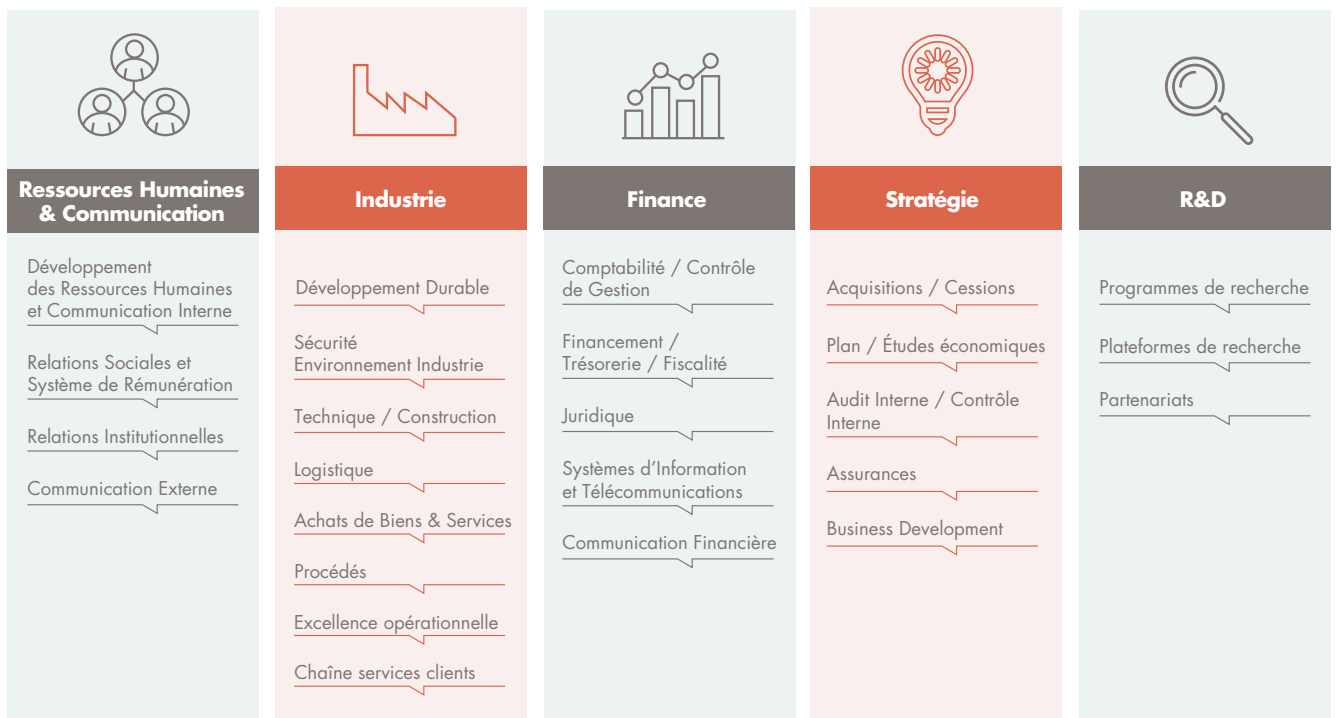 Ressources Humaines
& Communication
Développement
des Ressources Humaines
et Communication Interne
Relations Sociales et
Système de Rémunération
Relations Institutionnelles
Communication Externe
Industrie
Développement Durable
Sécurité
Environnement Industrie
Technique / Construction
Logistique
Achats de Biens & Services
Procédés
Excellence opérationnelle
Chaîne services clients
Finance
Comptabilité / Contrôle
de Gestion
Financement /
Trésorerie / Fiscalité
Juridique
Systèmes d’Information
et Télécommunications
Communication Financière
Stratégie
Acquisitions / Cessions
Plan / Études économiques
Audit Interne / Contrôle
Interne
Assurances
Business Development
R&D
Programmes de recherche
Plateformes de recherche
Partenariats